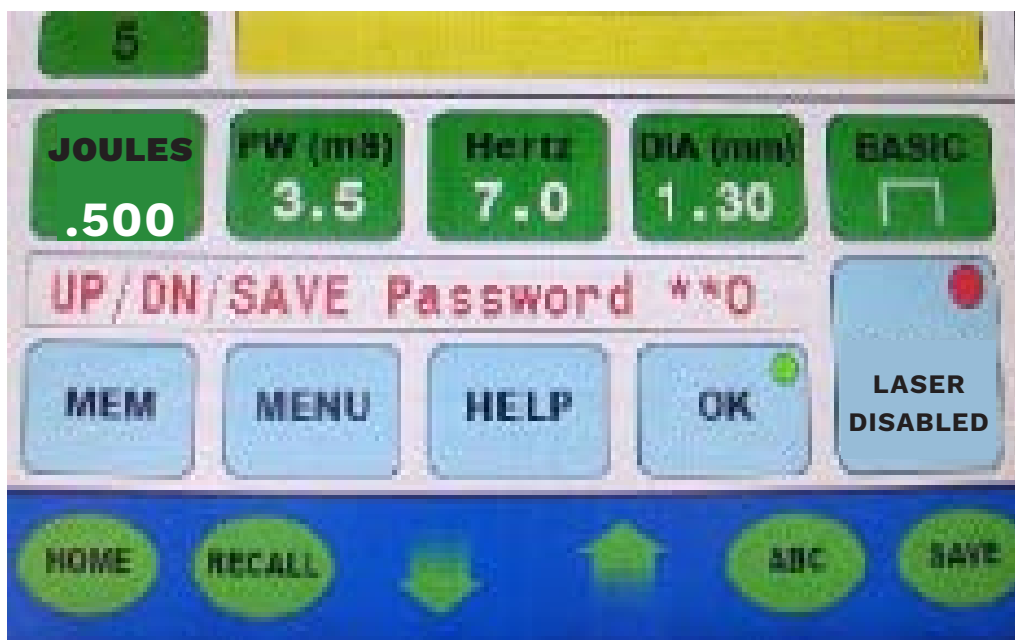 5
JOULES PW (mS) Hertz DIA (mm) BASIC
.500 3.5 7.0 1.30
UP/DN/SAVE Password **0
MEM MENU HELP OK LASER
DISABLED
HOME RECALL ABC SAVE